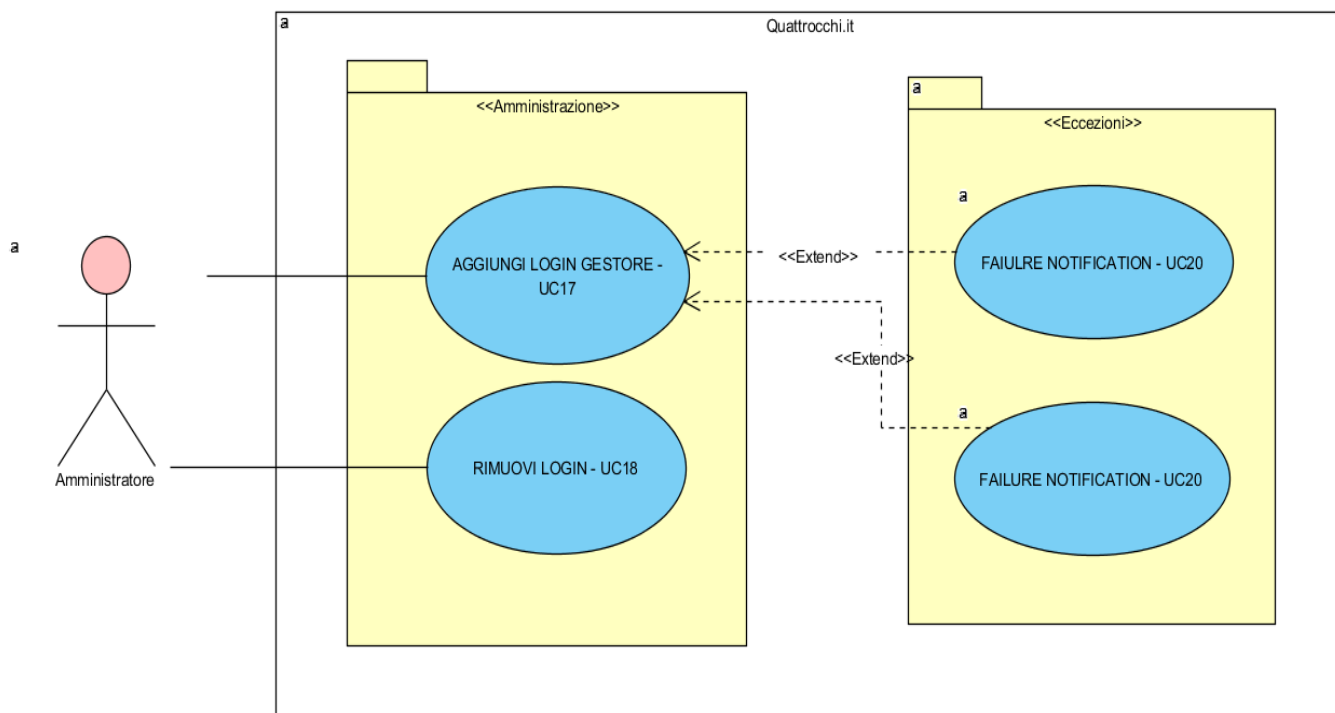 a
Quattrocchi.it
<<Amministrazione>>
a
<<Eccezioni>>
a
FAIULRE NOTIFICATION - UC20
a
AGGIUNGI LOGIN GESTORE -
UC17
<<Extend>>
<<Extend>>
a
RIMUOVI LOGIN - UC18
FAILURE NOTIFICATION - UC20
Amministratore